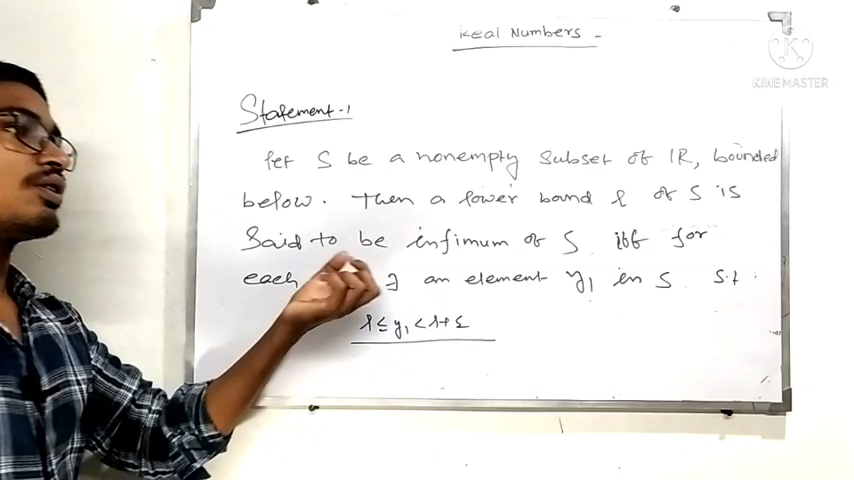 Real Numbers -
KINEMASTER
Statement-1
Let S be a nonempty subset of IR, bounded
below. Then a lower band l of S is
said to be infimum of S iff for
each ∃ an element y₁ in S s.t.
l ≤ y₁ < l+ε